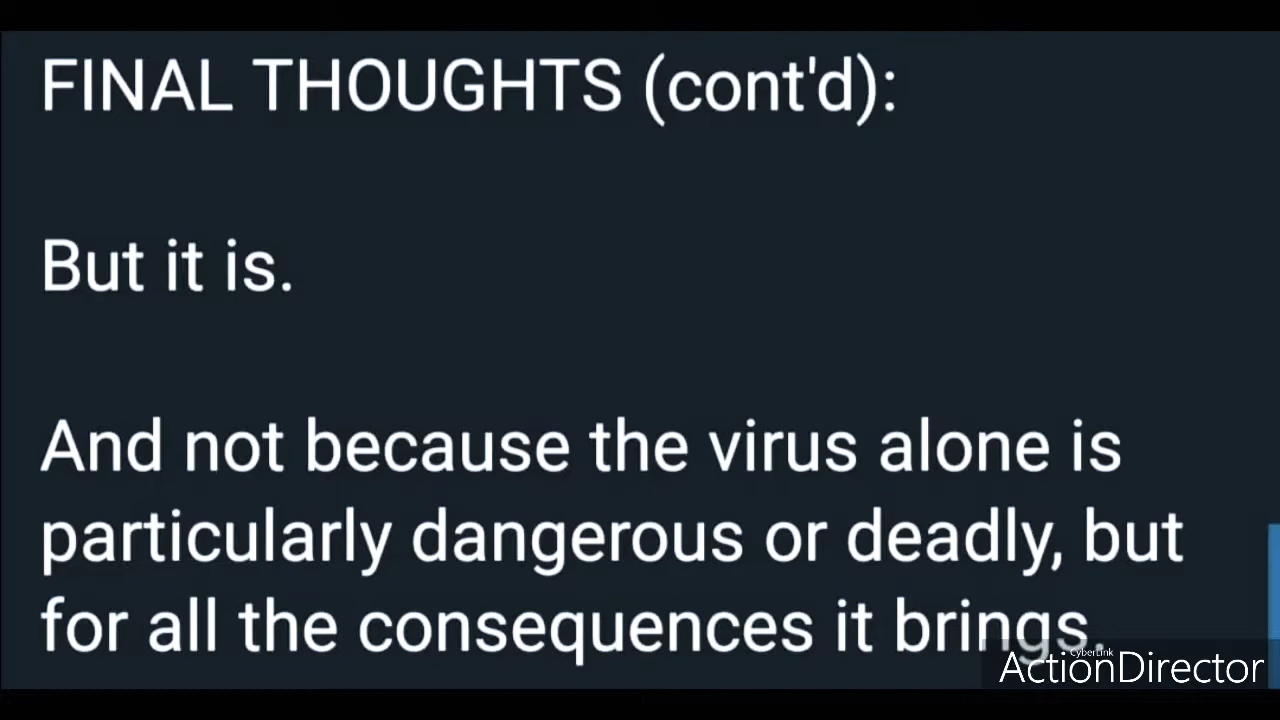 FINAL THOUGHTS (cont'd):
But it is.
And not because the virus alone is
particularly dangerous or deadly, but
for all the consequences it brings.
CyberLink
ActionDirector